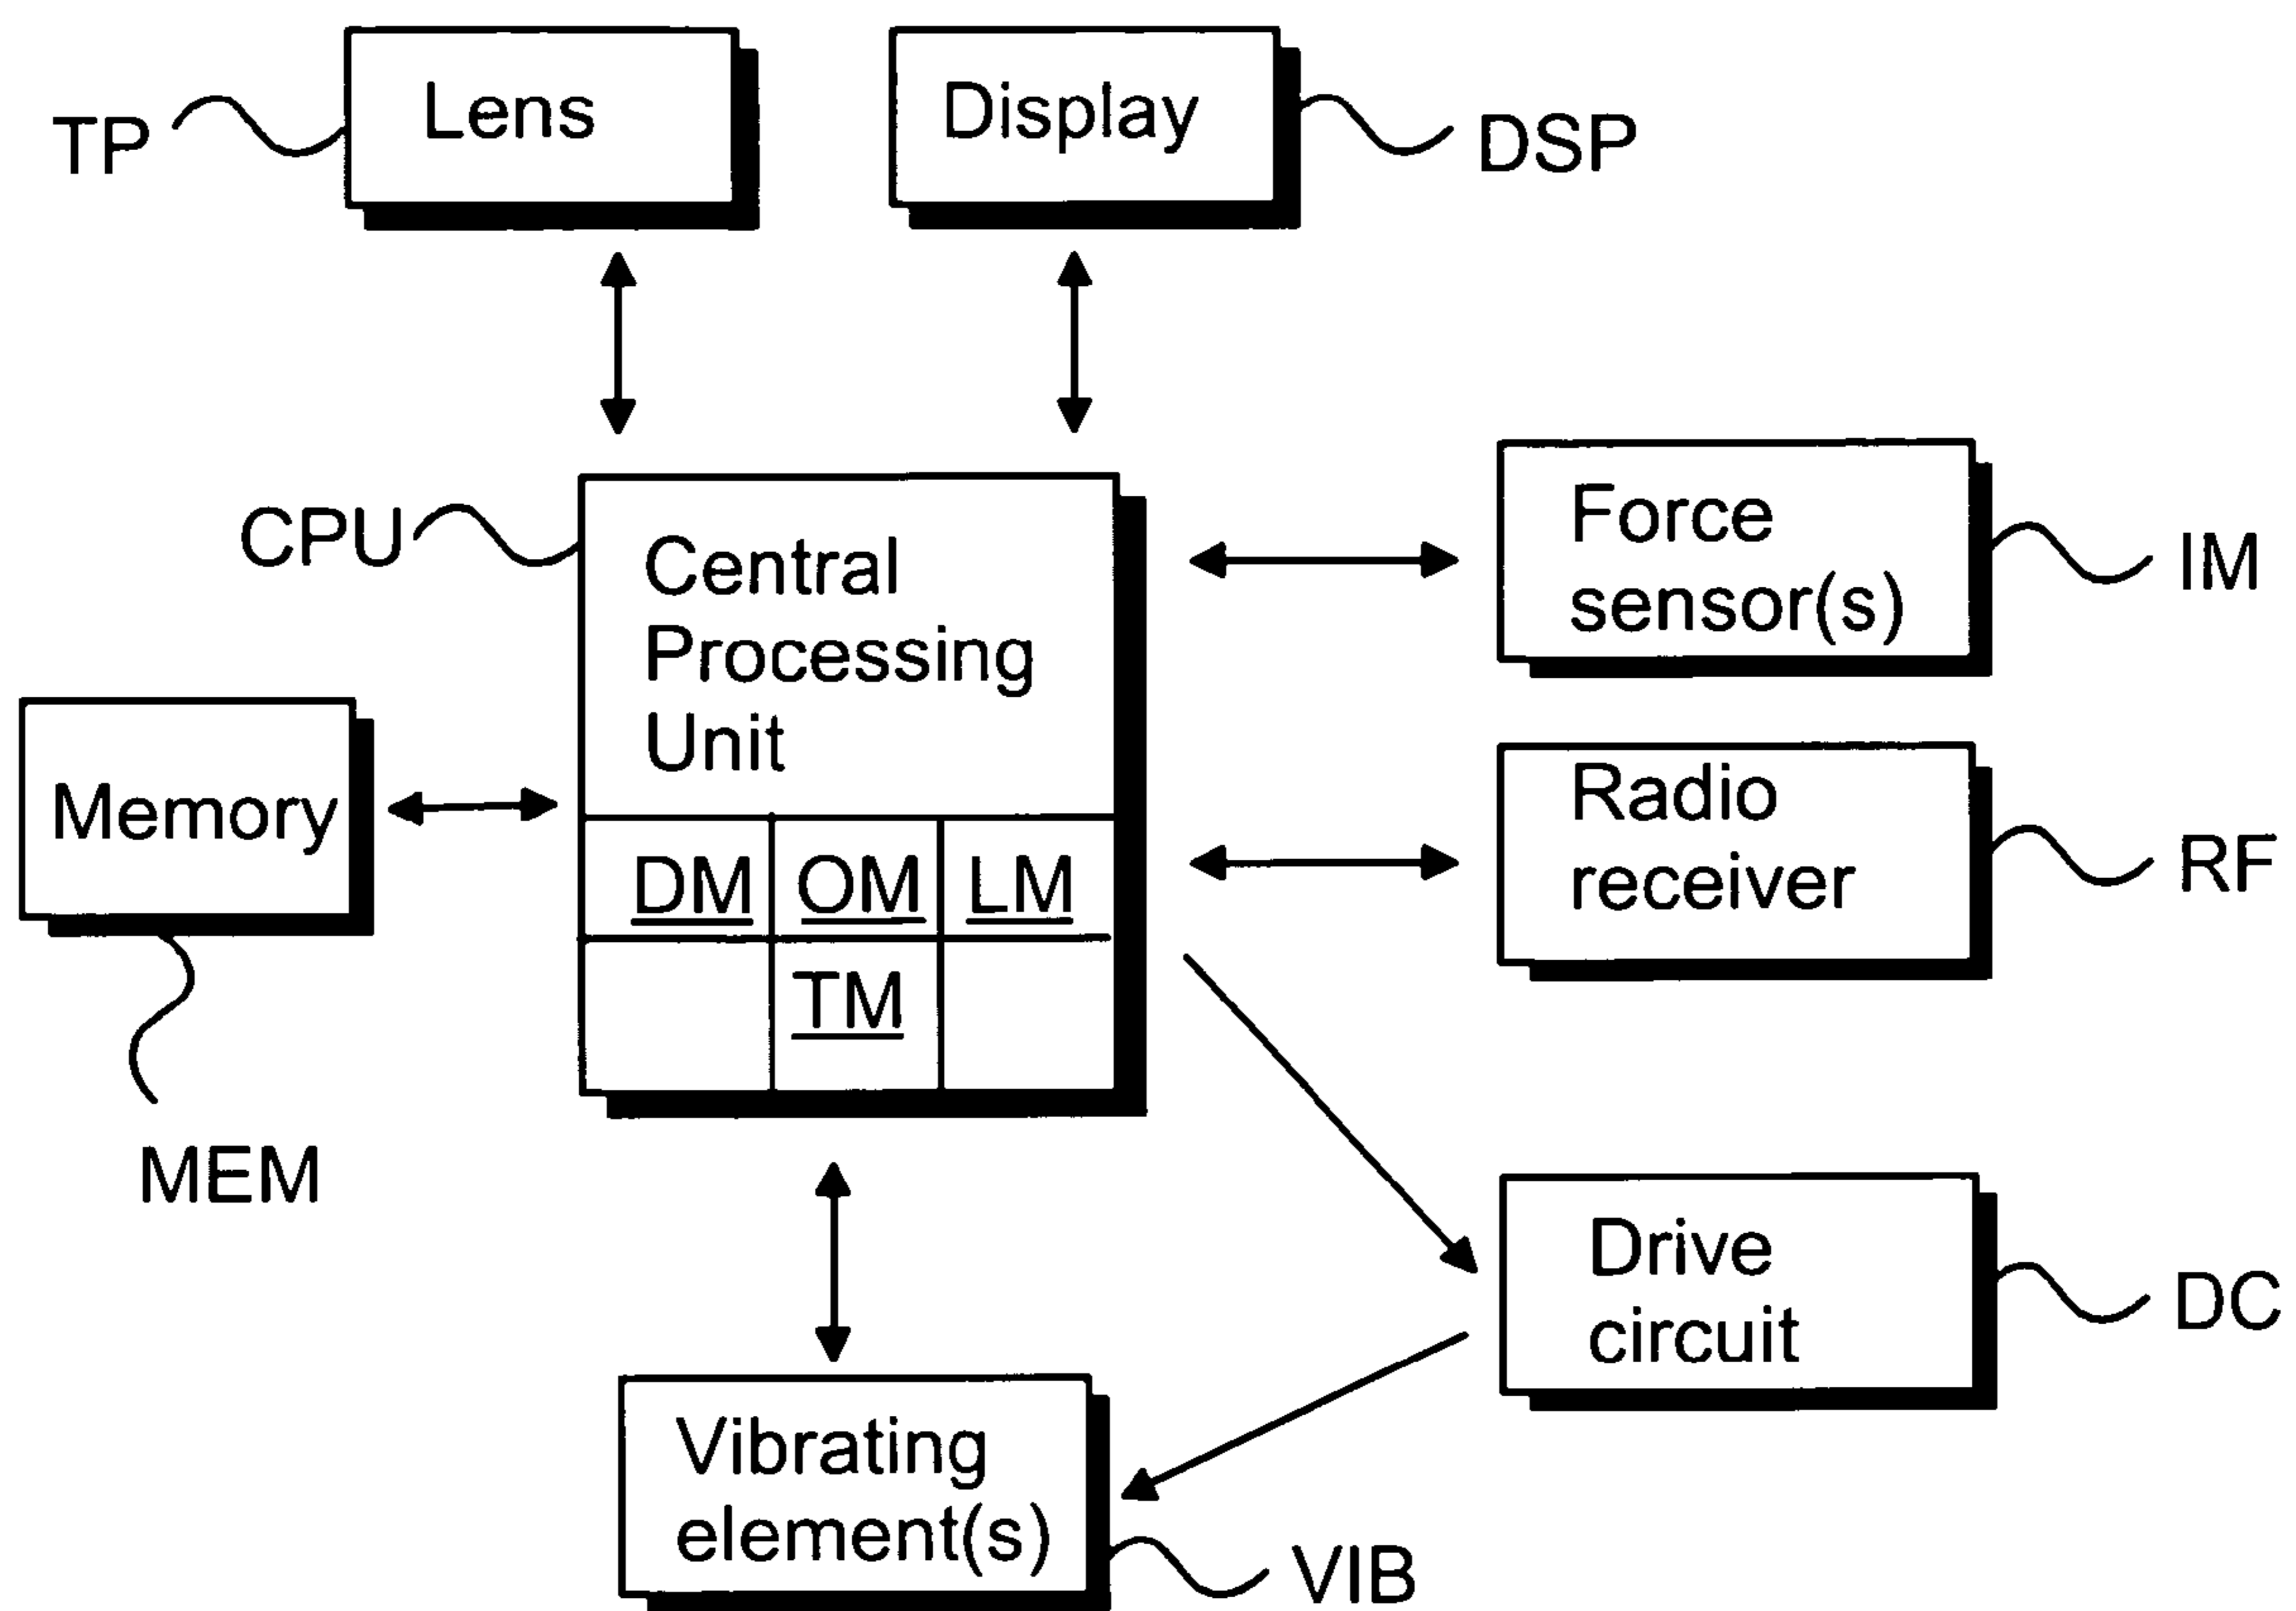 Lens
Display
TP
DSP
CPU
Central
Processing
Unit
Force
sensor(s)
IM
Memory
Radio
receiver
RF
DM OM LM
TM
MEM
Drive
circuit
DC
Vibrating
element(s)
VIB